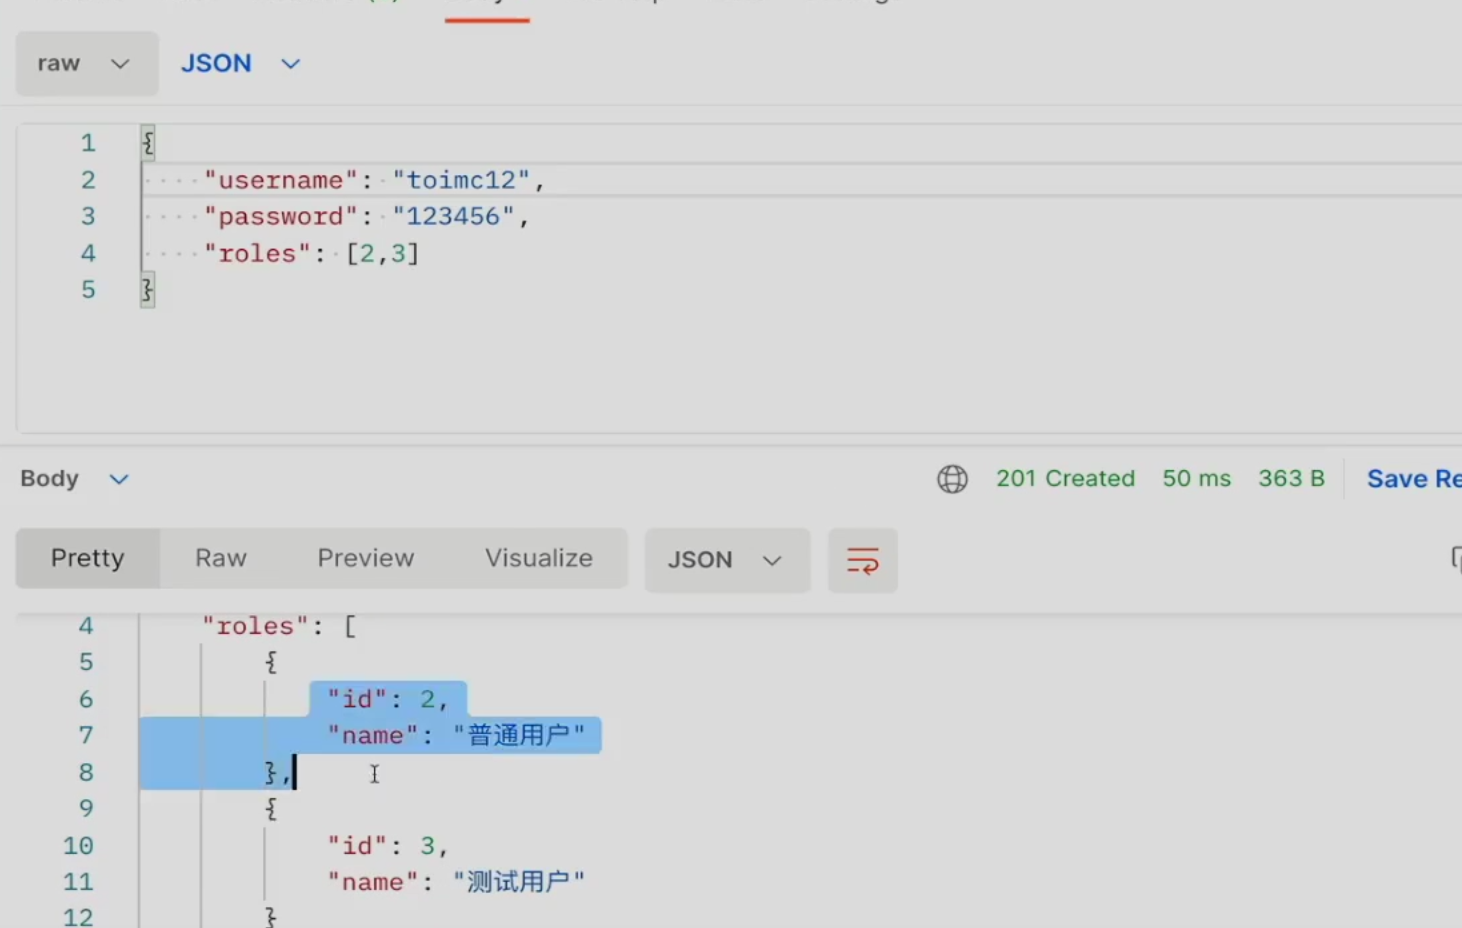 raw JSON
1 {
2 "username": "toimc12",
3 "password": "123456",
4 "roles": [2,3]
5 }
Body 201 Created 50 ms 363 B Save Re
Pretty Raw Preview Visualize JSON
4 "roles": [
5 {
6 "id": 2,
7 "name": "普通用户"
8 },
9 {
10 "id": 3,
11 "name": "测试用户"
12 }